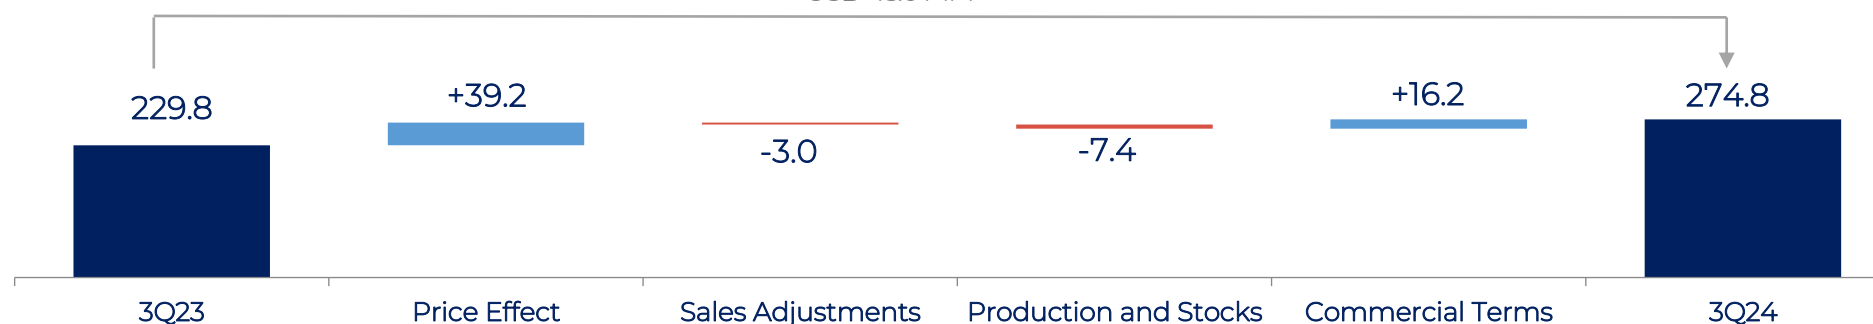 229.8
+39.2
-3.0
-7.4
+16.2
274.8
3Q23
Price Effect
Sales Adjustments
Production and Stocks
Commercial Terms
3Q24